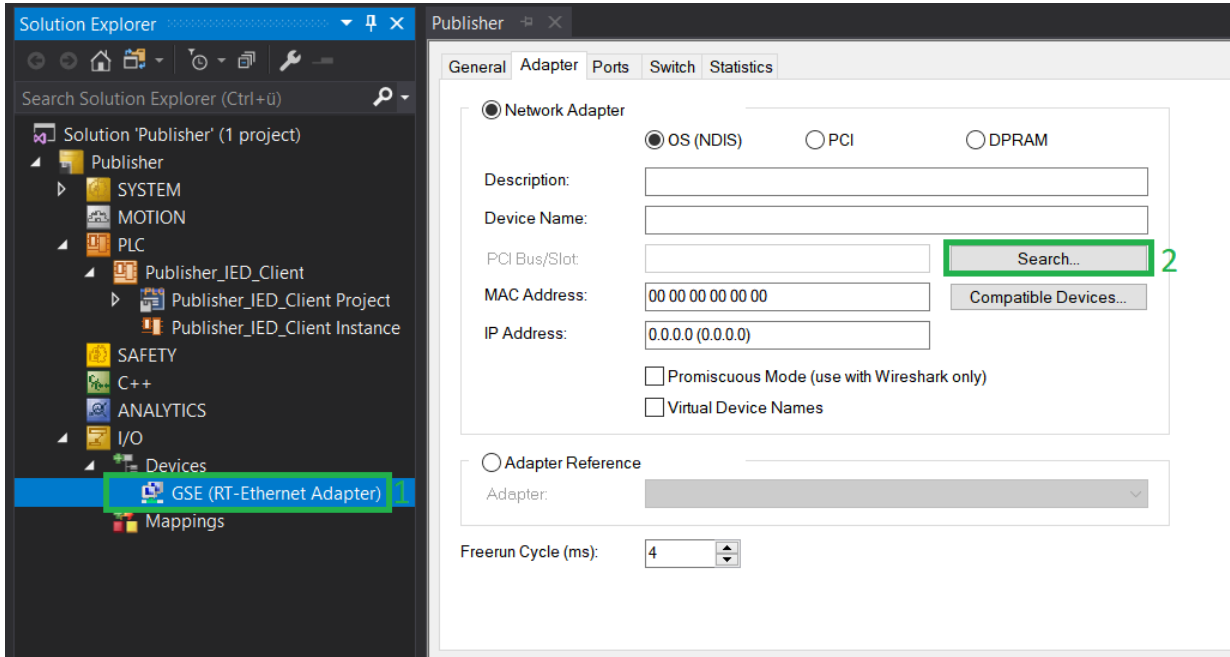 Solution Explorer
Search Solution Explorer (Ctrl+ü)
Solution 'Publisher' (1 project)
Publisher
SYSTEM
MOTION
PLC
Publisher_IED_Client
Publisher_IED_Client Project
Publisher_IED_Client Instance
SAFETY
C++
ANALYTICS
I/O
Devices
GSE (RT-Ethernet Adapter) 1
Mappings
Publisher
General Adapter Ports Switch Statistics
Network Adapter
OS (NDIS) PCI DPRAM
Description:
Device Name:
PCI Bus/Slot: Search... 2
MAC Address: 00 00 00 00 00 00 Compatible Devices...
IP Address: 0.0.0.0 (0.0.0.0)
Promiscuous Mode (use with Wireshark only)
Virtual Device Names
Adapter Reference
Adapter:
Freerun Cycle (ms): 4